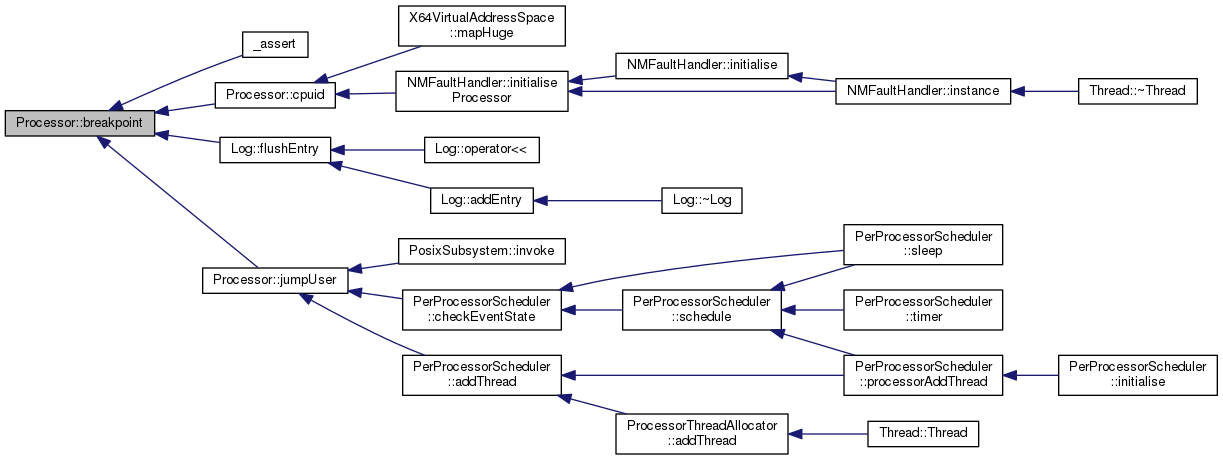 X64VirtualAddressSpace
::mapHuge
_assert
NMFaultHandler::initialise
Processor::cpuid
NMFaultHandler::initialise
Processor
NMFaultHandler::instance
Thread::~Thread
Processor::breakpoint
Log::flushEntry
Log::operator<<
Log::addEntry
Log::~Log
PosixSubsystem::invoke
PerProcessorScheduler
::sleep
Processor::jumpUser
PerProcessorScheduler
::checkEventState
PerProcessorScheduler
::schedule
PerProcessorScheduler
::timer
PerProcessorScheduler
::addThread
PerProcessorScheduler
::processorAddThread
PerProcessorScheduler
::initialise
ProcessorThreadAllocator
::addThread
Thread::Thread